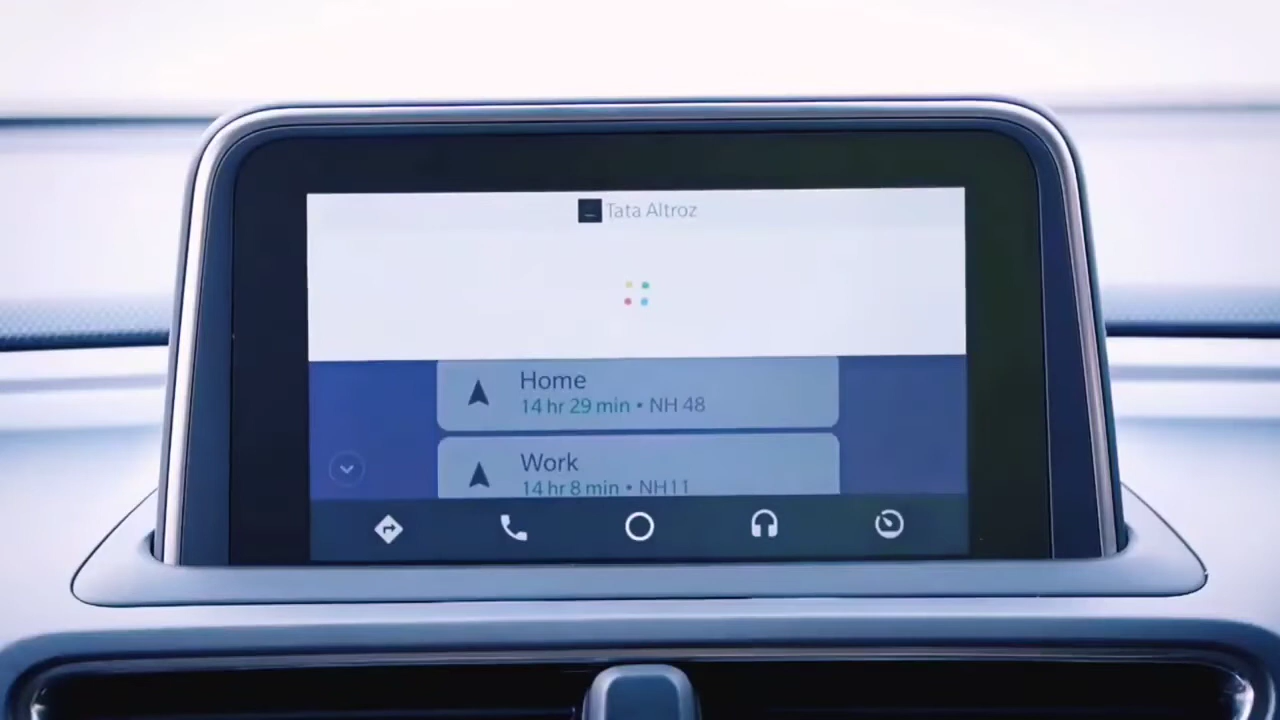 Tata Altroz
Home
14 hr 29 min • NH 48
Work
14 hr 8 min • NH11